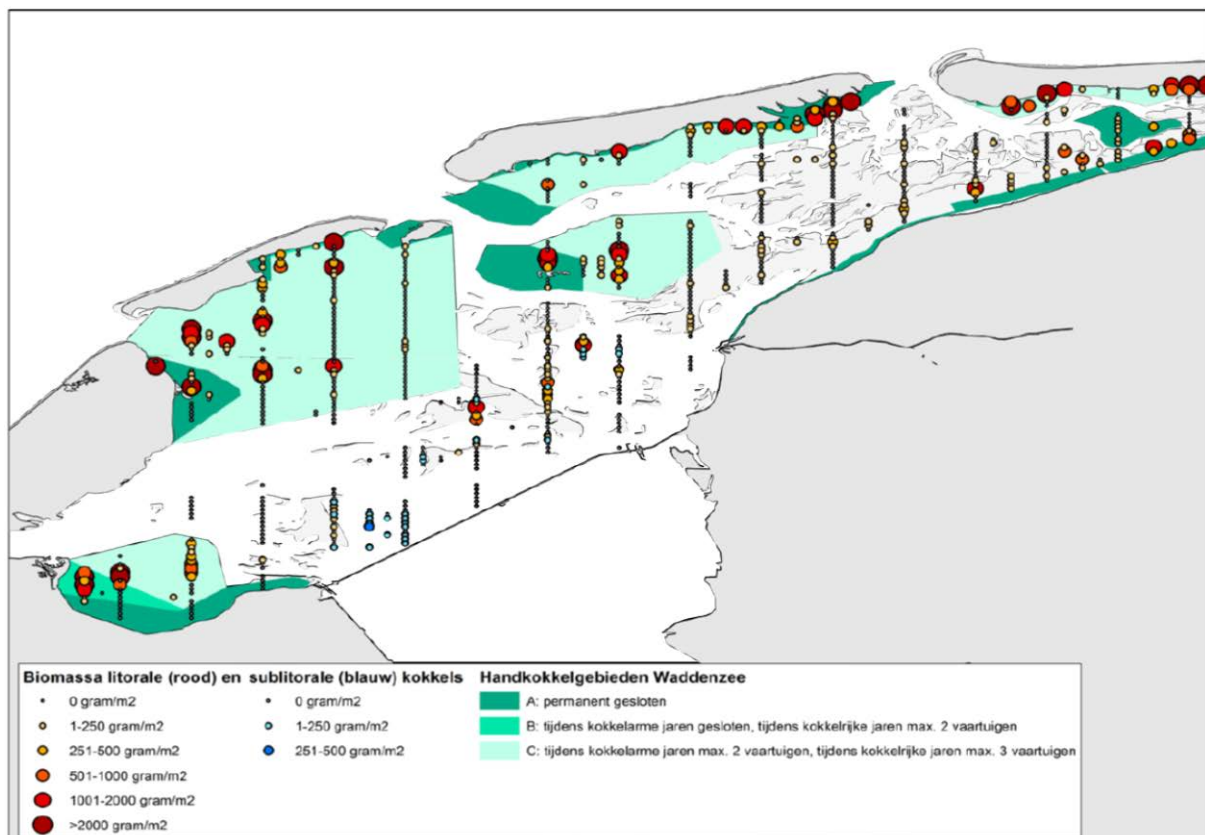 Biomassa litorale (rood) en sublitorale (blauw) kokkels
0 gram/m2
1-250 gram/m2
251-500 gram/m2
501-1000 gram/m2
1001-2000 gram/m2
>2000 gram/m2
0 gram/m2
1-250 gram/m2
251-500 gram/m2
Handkokkelgebieden Waddenzee
A: permanent gesloten
B: tijdens kokkelarme jaren gesloten, tijdens kokkelrijke jaren max. 2 vaartuigen
C: tijdens kokkelarme jaren max. 2 vaartuigen, tijdens kokkelrijke jaren max. 3 vaartuigen